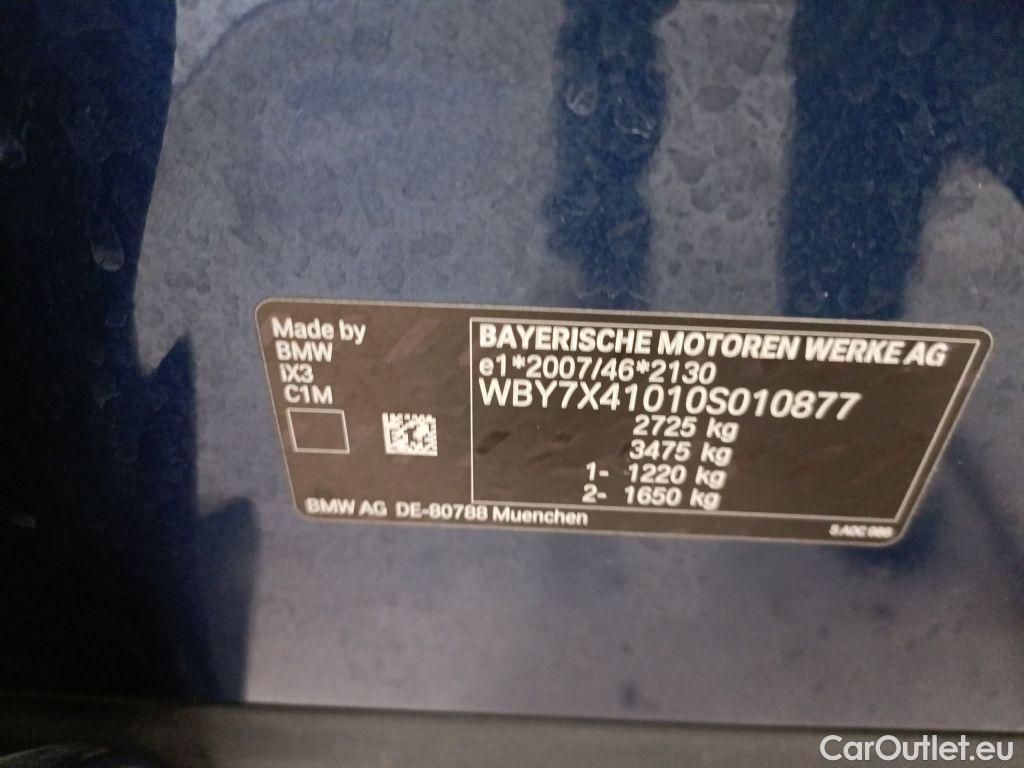 Made by
BMW
iX3
C1M
BAYERISCHE MOTOREN WERKE AG
e1*2007/46*2130
WBY7X41010S010877
2725 kg
3475 kg
1- 1220 kg
2- 1650 kg
BMW AG DE-80788 Muenchen
CarOutlet.eu